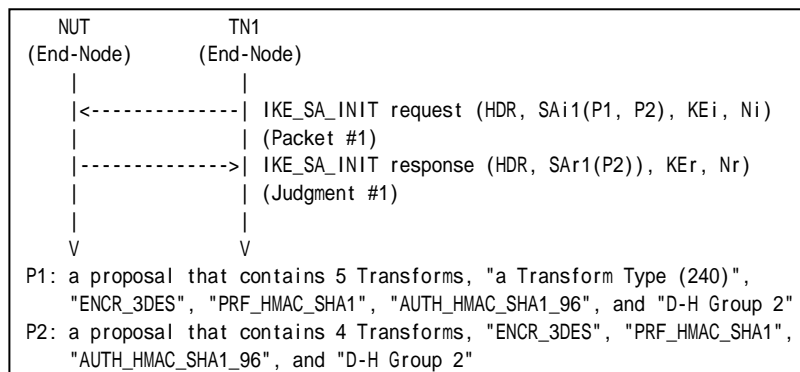 NUT TN1
(End-Node) (End-Node)
| |
|<--------------| IKE_SA_INIT request (HDR, SAi1(P1, P2), KEi, Ni)
| | (Packet #1)
|-------------->| IKE_SA_INIT response (HDR, SAr1(P2)), KEr, Nr)
| | (Judgment #1)
| |
V V
P1: a proposal that contains 5 Transforms, "a Transform Type (240)",
"ENCR_3DES", "PRF_HMAC_SHA1", "AUTH_HMAC_SHA1_96", and "D-H Group 2"
P2: a proposal that contains 4 Transforms, "ENCR_3DES", "PRF_HMAC_SHA1",
"AUTH_HMAC_SHA1_96", and "D-H Group 2"